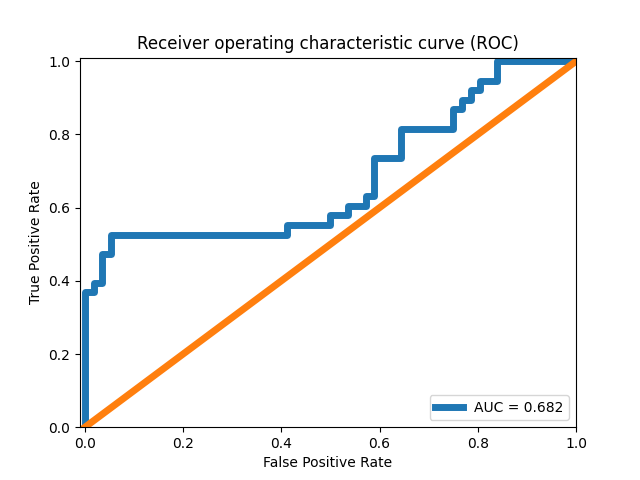 Receiver operating characteristic curve (ROC)
True Positive Rate
1.0
0.8
0.6
0.4
0.2
0.0
0.0 0.2 0.4 0.6 0.8 1.0
False Positive Rate
AUC = 0.682